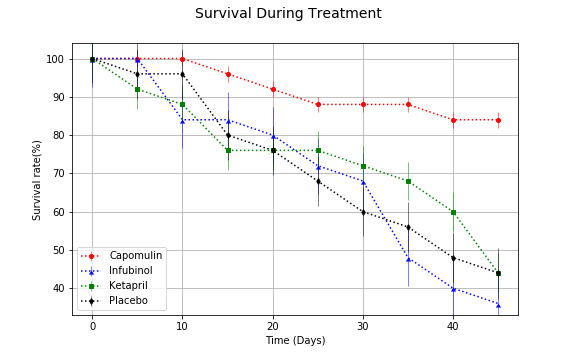 Survival During Treatment
100
90
80
70
60
50
40
Survival rate(%)
Capomulin
Infubinol
Ketapril
Placebo
0
10
20
30
40
Time (Days)